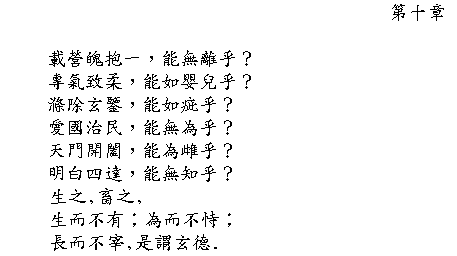 第十章
載營魄抱一，能無離乎？
專氣致柔，能如嬰兒乎？
滌除玄鑒，能如疵乎？
愛國治民，能無為乎？
天門開闔，能為雌乎？
明白四達，能無知乎？
生之,畜之,
生而不有；為而不恃；
長而不宰,是謂玄德.